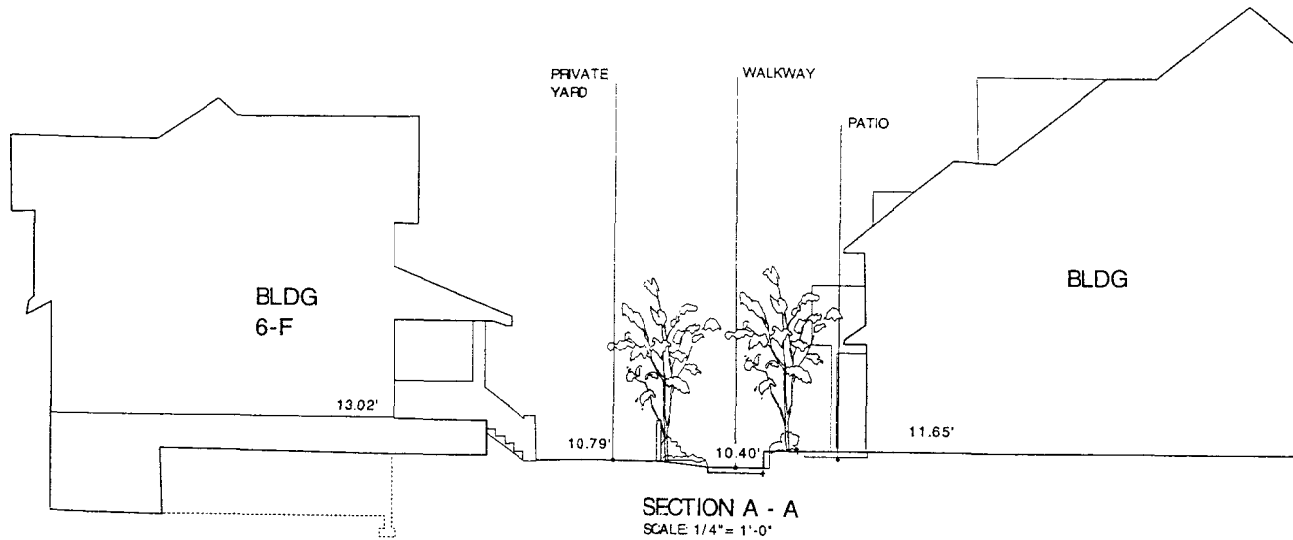 PRIVATE
YARD
WALKWAY
PATIO
BLDG
6-F
BLDG
13.02'
10.79'
10.40'
11.65'
SECTION A - A
SCALE: 1/4" = 1'-0"